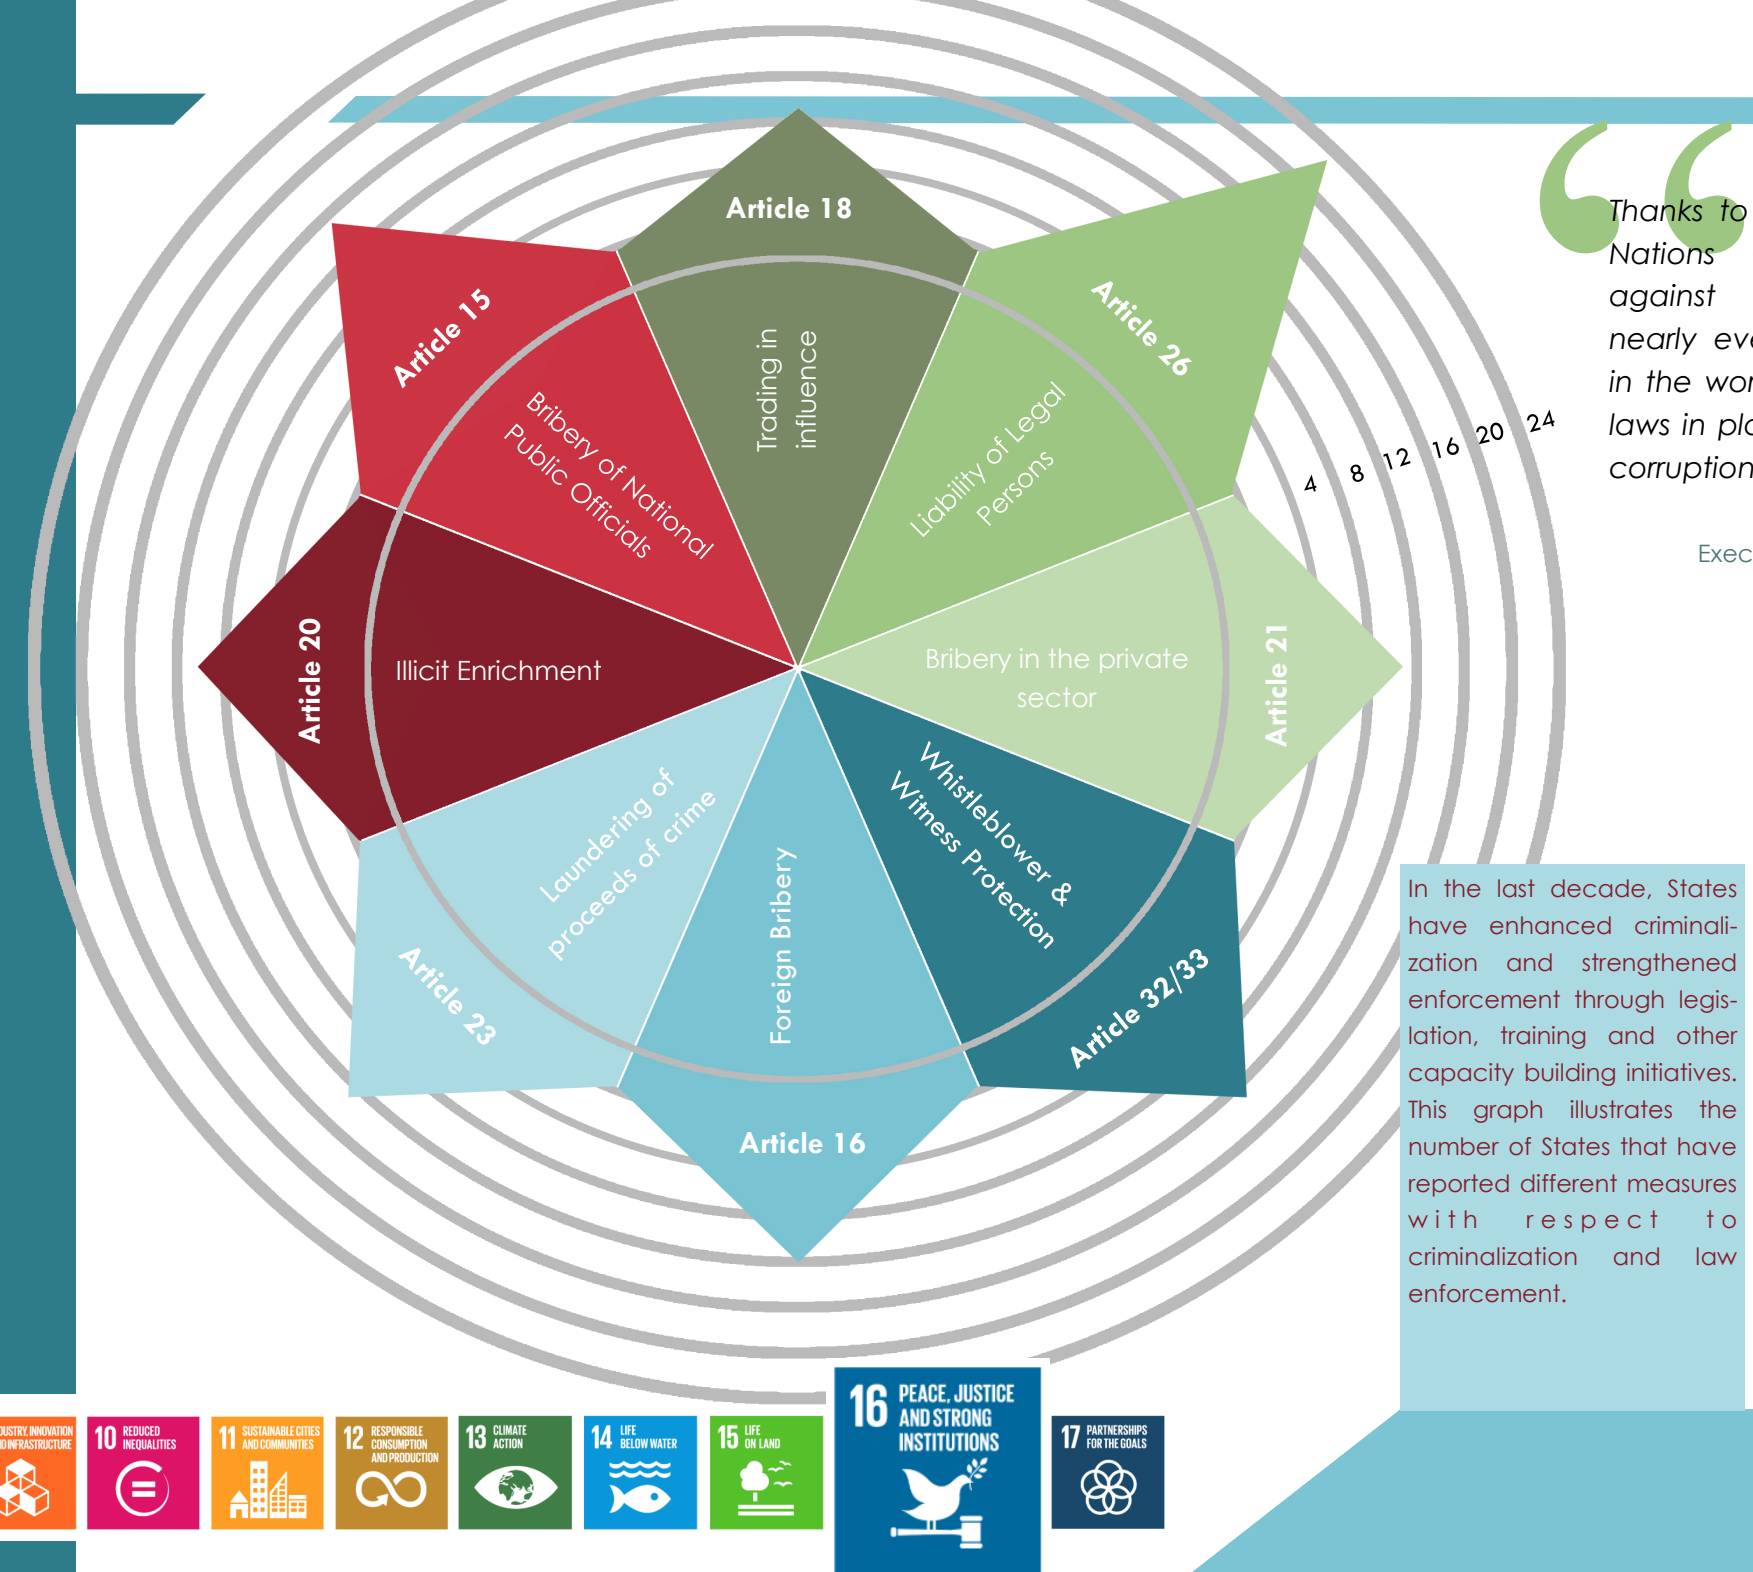 Article 18
Trading in
influence
Article 26
Liability of Legal
Persons
Article 21
Bribery in the private
sector
Article 32/33
Whistleblower &
Witness Protection
Article 16
Foreign Bribery
Article 23
Laundering of
proceeds of crime
Article 20
Illicit Enrichment
Article 15
Bribery of National
Public Officials
4 8 12 16 20 24
“
Thanks to
Nations
against
nearly
in the
laws in
corruption
In the last decade, States
have enhanced criminali-
zation and strengthened
enforcement through legis-
lation, training and other
capacity building initiatives.
This graph illustrates the
number of States that have
reported different measures
with respect to
criminalization and law
enforcement.
INNOVATION
INFRASTRUCTURE
10 REDUCED
INEQUALITIES
11 SUSTAINABLE CITIES
AND COMMUNITIES
12 RESPONSIBLE
CONSUMPTION
AND PRODUCTION
13 CLIMATE
ACTION
14 LIFE
BELOW WATER
15 LIFE
ON LAND
16 PEACE, JUSTICE
AND STRONG
INSTITUTIONS
17 PARTNERSHIPS
FOR THE GOALS